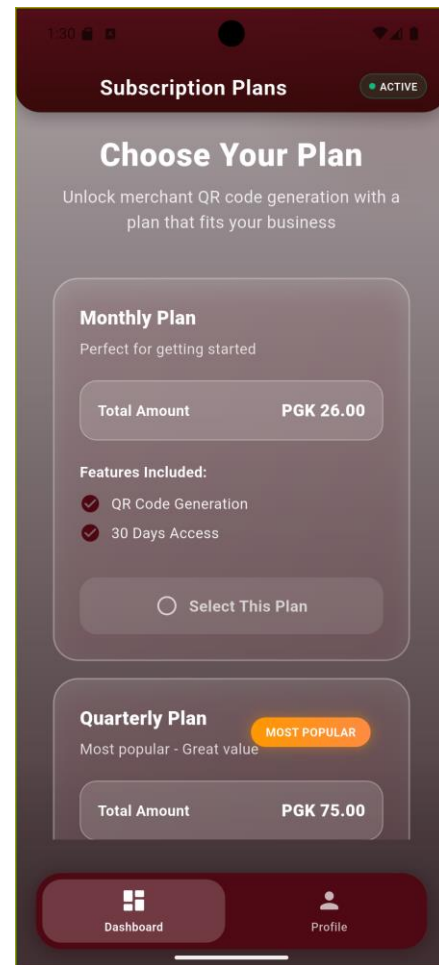 1:30
Subscription Plans
ACTIVE
Choose Your Plan
Unlock merchant QR code generation with a
plan that fits your business
Monthly Plan
Perfect for getting started
Total Amount PGK 26.00
Features Included:
QR Code Generation
30 Days Access
Select This Plan
Quarterly Plan
MOST POPULAR
Most popular - Great value
Total Amount PGK 75.00
Dashboard
Profile